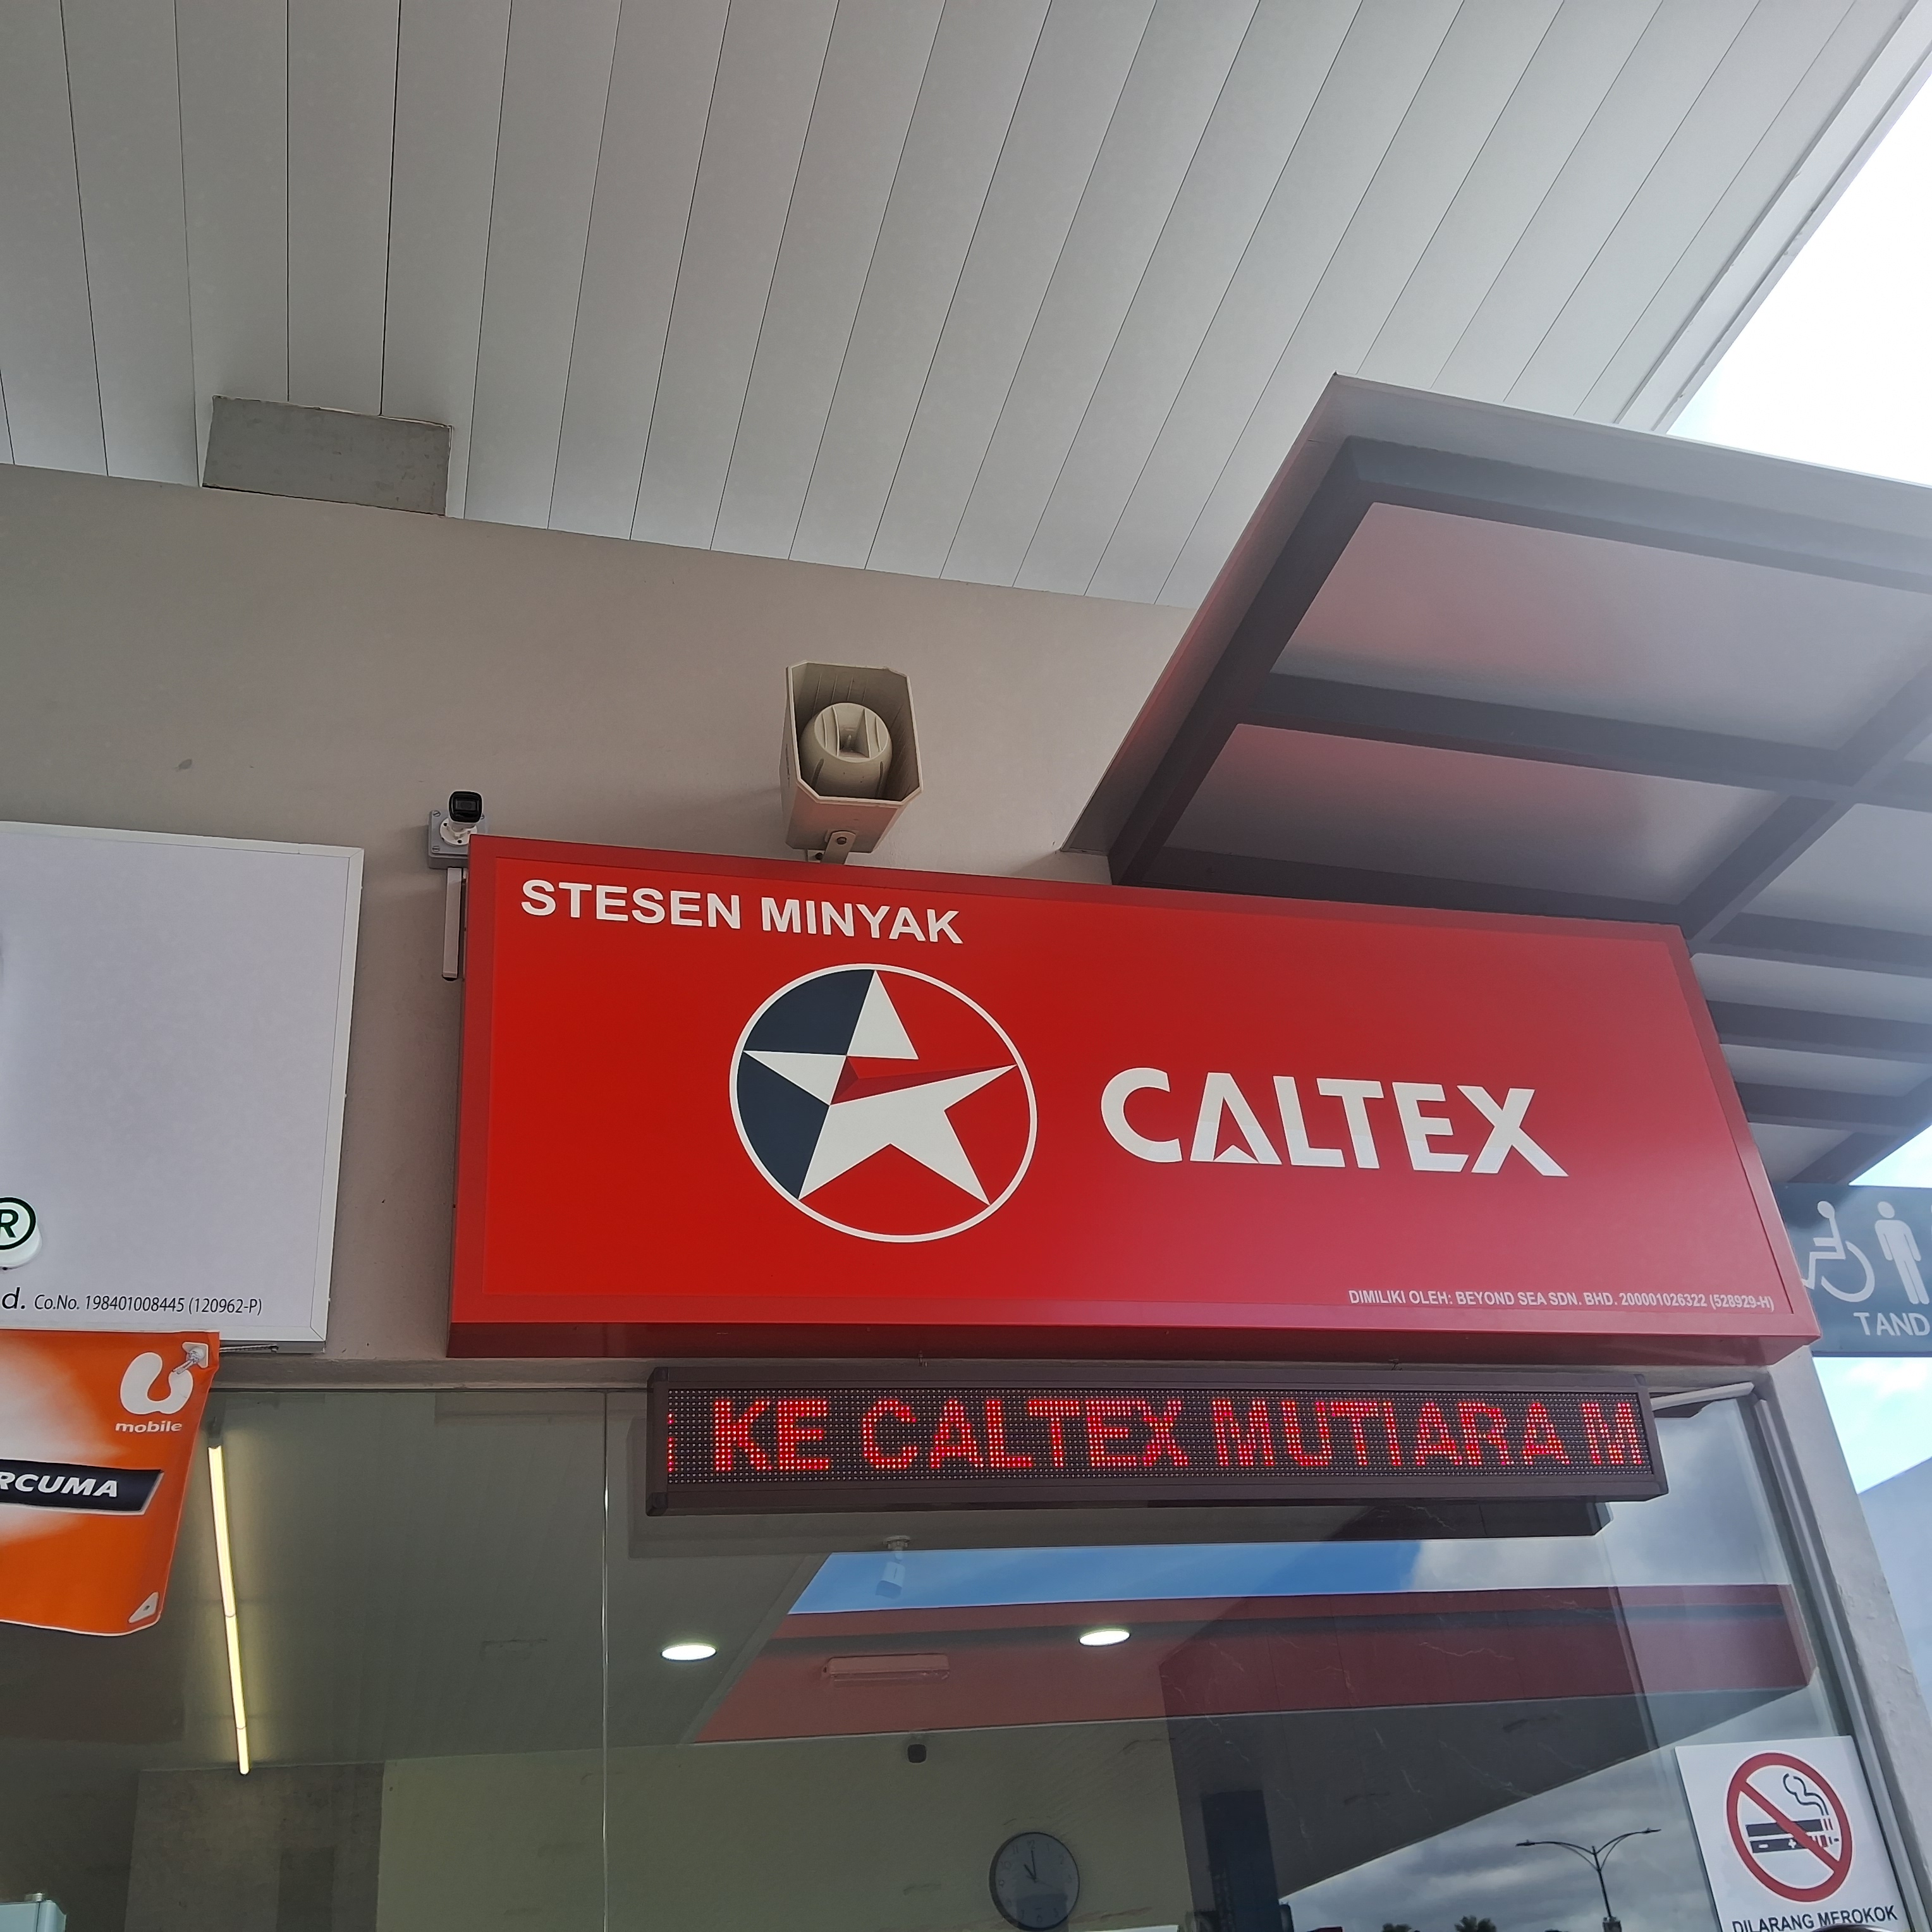 STESEN MINYAK
CALTEX
DIMILIKI OLEH: BEYOND SEA SDN. BHD. 200001026322 (528929-H)
®
d. Co.No. 198401008445 (120962-P)
u
mobile
RCUMA
KE CALTEX MUTIARA M
TAND
DILARANG MEROKOK